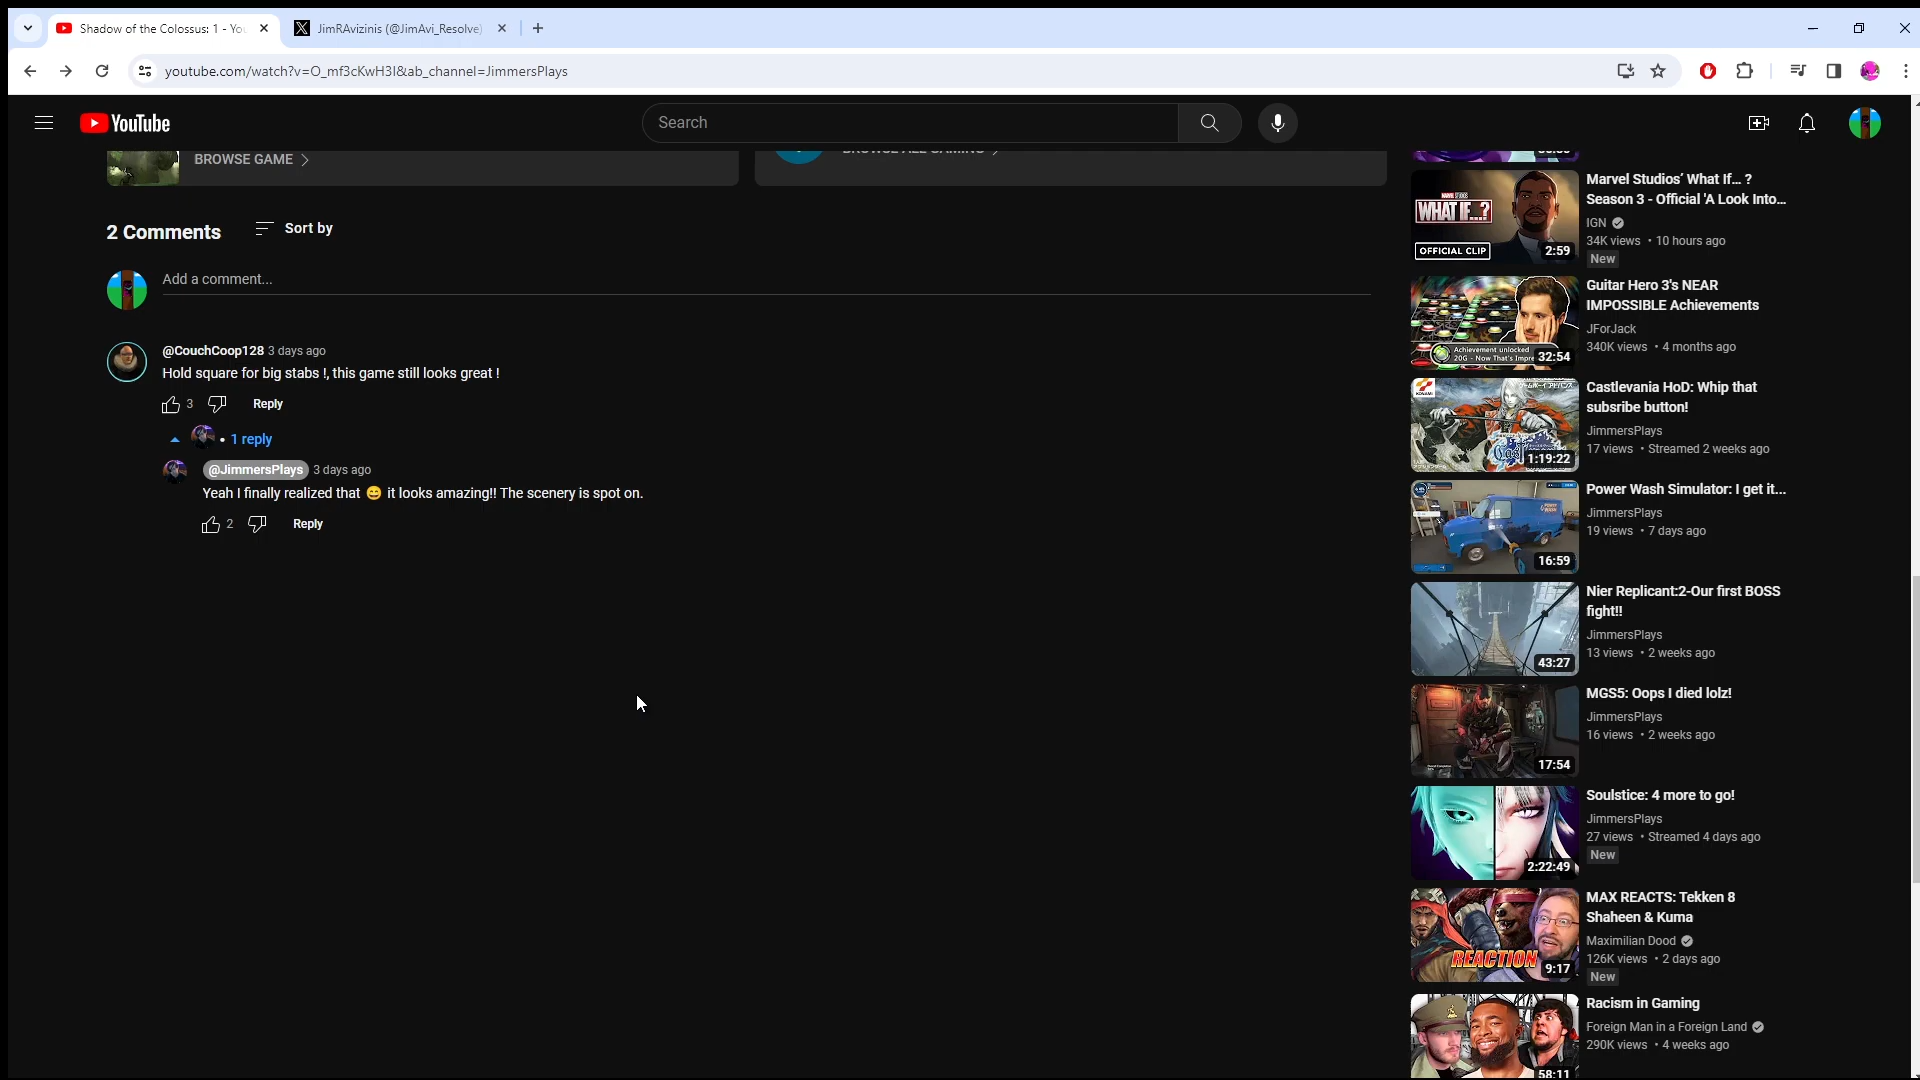 Shadow of the Colossus: 1 - You
JimRAvizinis (@JimAvi_Resolve)
youtube.com/watch?v=O_mf3cKwH3I&ab_channel=JimmersPlays
YouTube
Search
BROWSE GAME
BROWSE ALL GAMING
2 Comments
Sort by
Add a comment...
@CouchCoop128 3 days ago
Hold square for big stabs !, this game still looks great !
3 Reply
• 1 reply
@JimmersPlays 3 days ago
Yeah I finally realized that 😄 it looks amazing!! The scenery is spot on.
2 Reply
MARVEL STUDIOS
WHAT IF...?
OFFICIAL CLIP
2:59
Marvel Studios' What If... ?
Season 3 - Official 'A Look Into...
IGN
34K views • 10 hours ago
New
Achievement unlocked
20G - Now That's Impre
32:54
Guitar Hero 3's NEAR
IMPOSSIBLE Achievements
JForJack
340K views • 4 months ago
KONAMI
1:19:22
Castlevania HoD: Whip that
subsribe button!
JimmersPlays
17 views • Streamed 2 weeks ago
16:59
Power Wash Simulator: I get it...
JimmersPlays
19 views • 7 days ago
43:27
Nier Replicant:2-Our first BOSS
fight!!
JimmersPlays
13 views • 2 weeks ago
17:54
MGS5: Oops I died lolz!
JimmersPlays
16 views • 2 weeks ago
2:22:49
Soulstice: 4 more to go!
JimmersPlays
27 views • Streamed 4 days ago
New
REACTION
9:17
MAX REACTS: Tekken 8
Shaheen & Kuma
Maximilian Dood
126K views • 2 days ago
New
58:11
Racism in Gaming
Foreign Man in a Foreign Land
290K views • 4 weeks ago